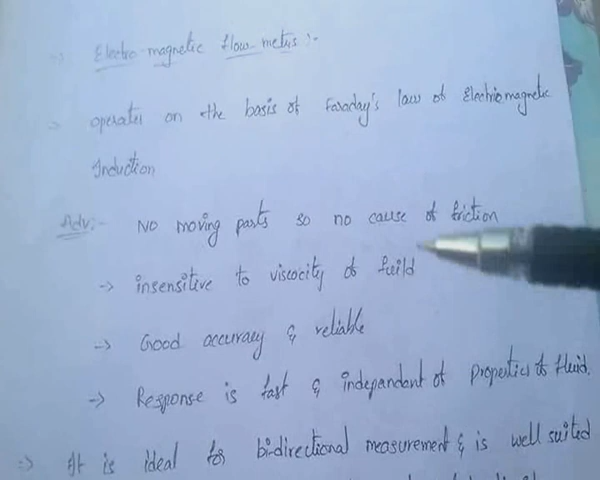 -> Electro magnetic flow meters :-
-> operates on the basis of Faraday's law of Electromagnetic
Induction
Adv:- No moving parts so no cause of friction
-> insensitive to viscocity of fuild
-> Good accuracy & reliable
-> Response is fast & independant of properties of fluid.
=> It is ideal for bi-directional measurement & is well suited